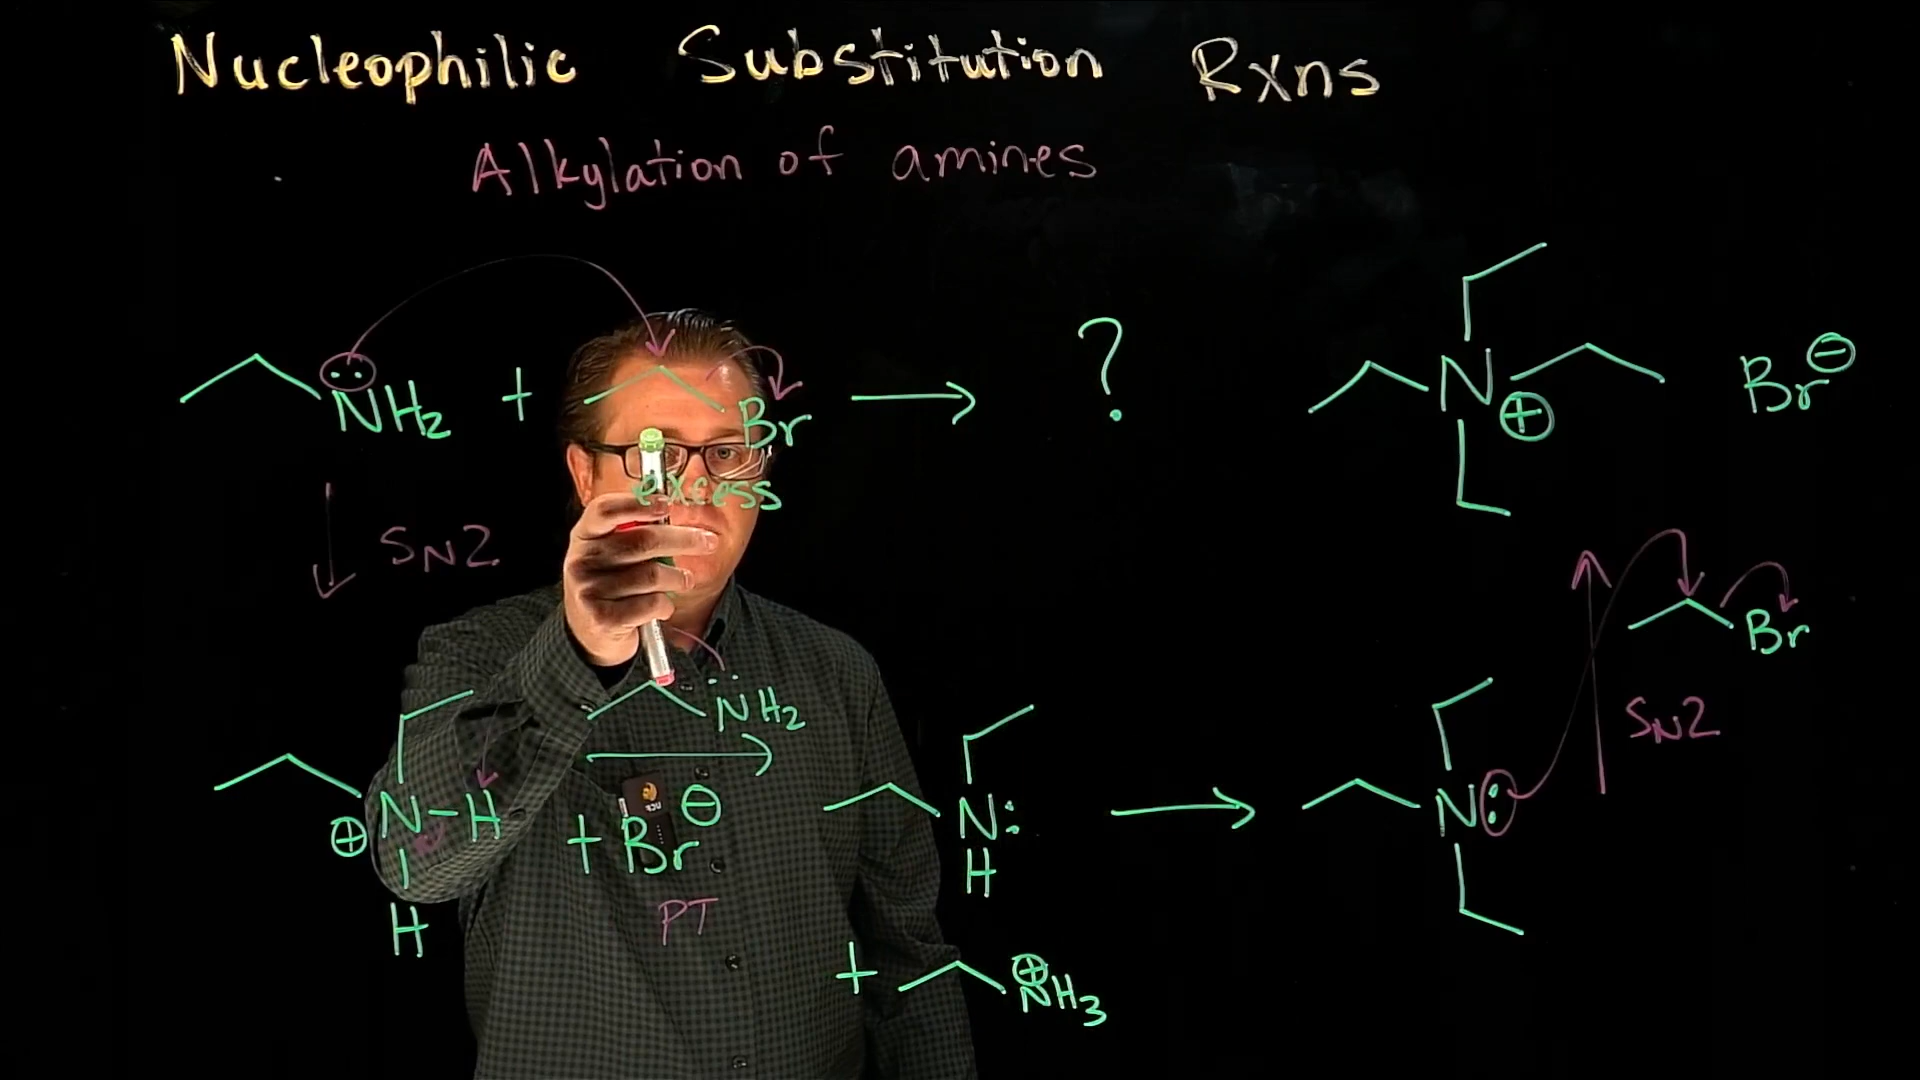 Nucleophilic Substitution Rxns
Alkylation of amines
NH2 + Br → ? N ⊕ Br ⊖
excess
↓ SN2
Br
NH2
SN2
⊕ N-H + Br ⊖ → N: → N:
H H
PT
+ ⊕NH3